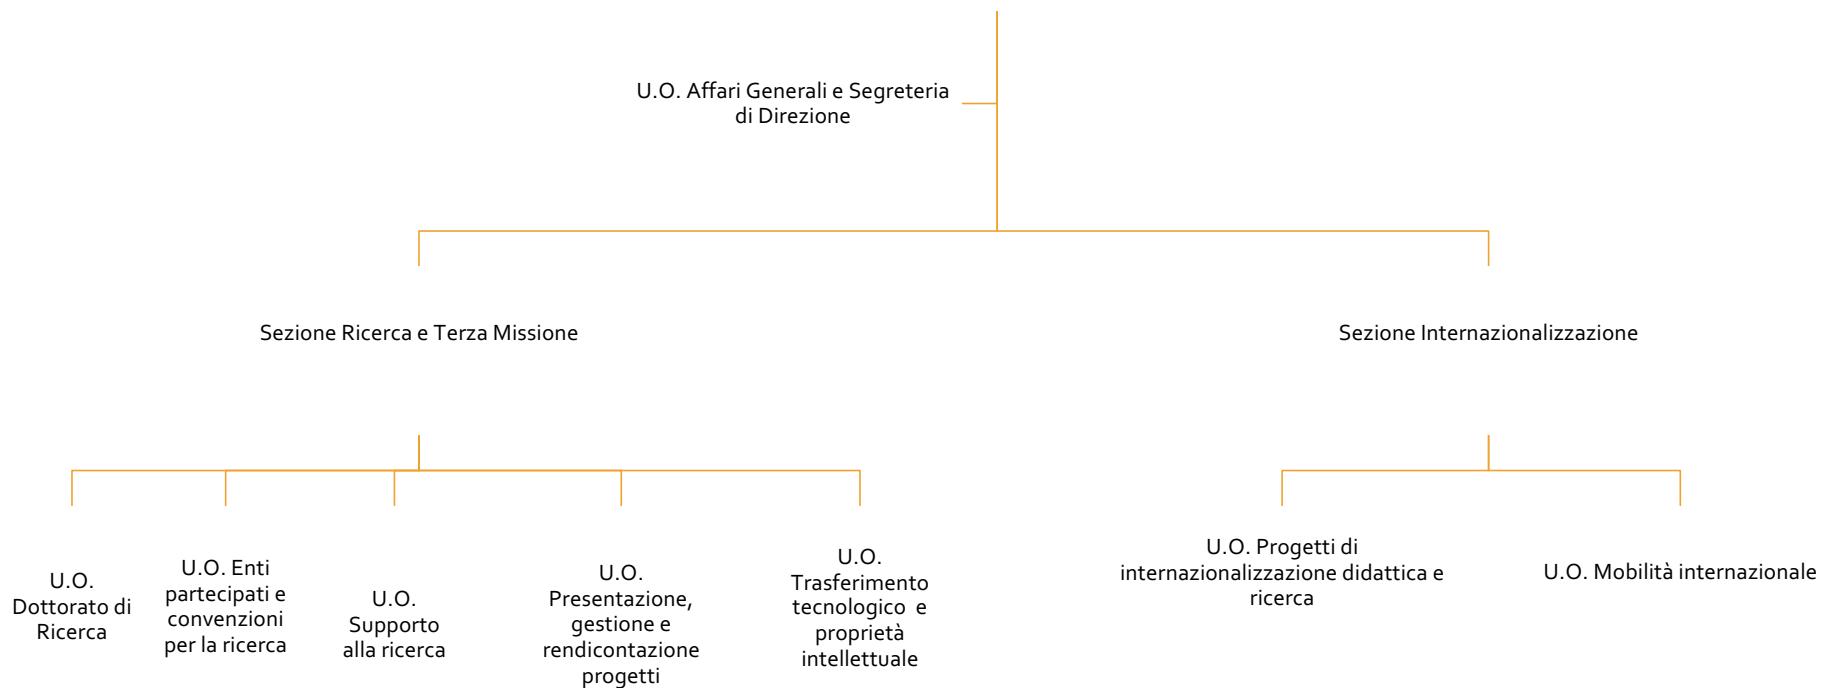 U.O. Affari Generali e Segreteria
di Direzione
Sezione Ricerca e Terza Missione
Sezione Internazionalizzazione
U.O.
Dottorato di
Ricerca
U.O. Enti
partecipati e
convenzioni
per la ricerca
U.O.
Supporto
alla ricerca
U.O.
Presentazione,
gestione e
rendicontazione
progetti
U.O.
Trasferimento
tecnologico e
proprietà
intellettuale
U.O. Progetti di
internazionalizzazione didattica e
ricerca
U.O. Mobilità internazionale